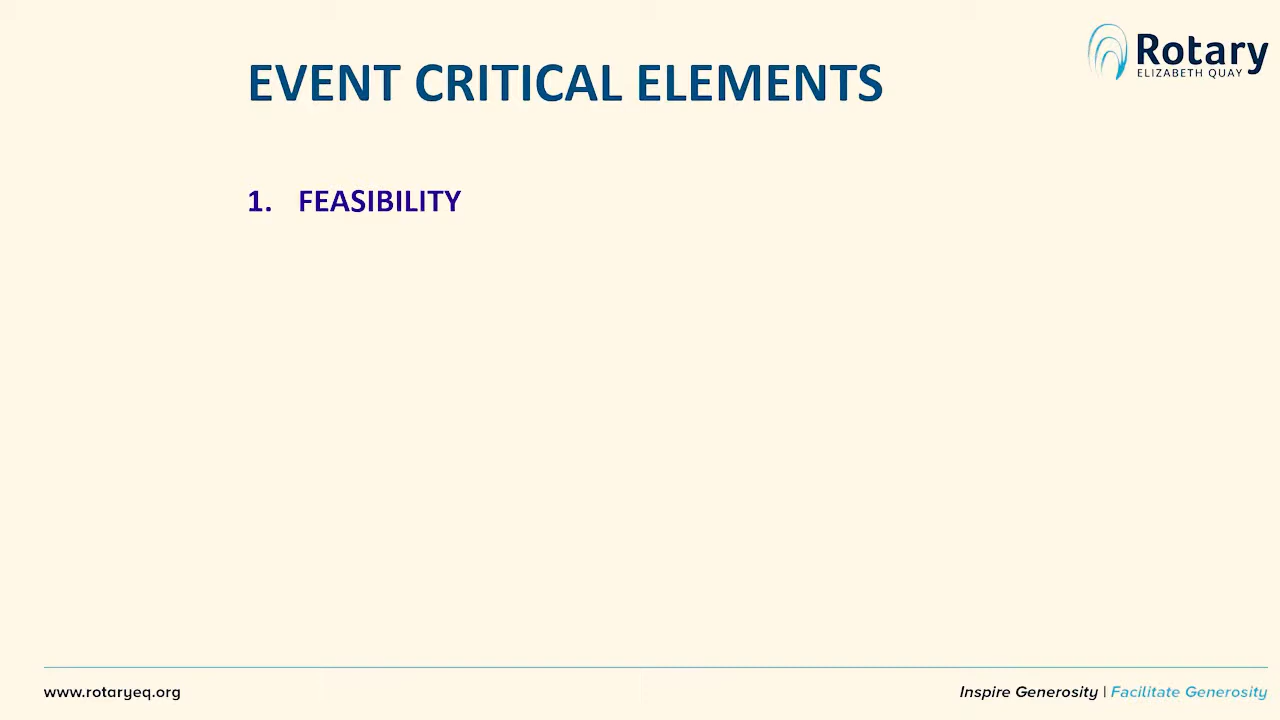 Rotary
ELIZABETH QUAY
EVENT CRITICAL ELEMENTS
1. FEASIBILITY
www.rotaryeq.org
Inspire Generosity | Facilitate Generosity